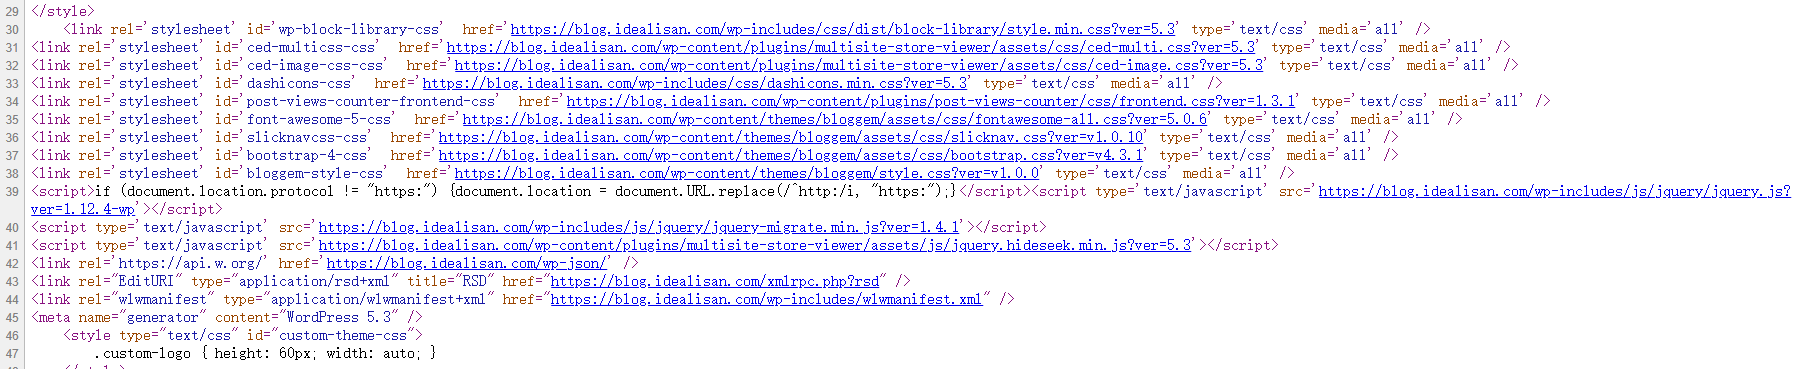 29 </style>
30 <link rel='stylesheet' id='wp-block-library-css'  href='https://blog.idealisan.com/wp-includes/css/dist/block-library/style.min.css?ver=5.3' type='text/css' media='all' />
31 <link rel='stylesheet' id='ced-multicss-css'  href='https://blog.idealisan.com/wp-content/plugins/multisite-store-viewer/assets/css/ced-multi.css?ver=5.3' type='text/css' media='all' />
32 <link rel='stylesheet' id='ced-image-css-css'  href='https://blog.idealisan.com/wp-content/plugins/multisite-store-viewer/assets/css/ced-image.css?ver=5.3' type='text/css' media='all' />
33 <link rel='stylesheet' id='dashicons-css'  href='https://blog.idealisan.com/wp-includes/css/dashicons.min.css?ver=5.3' type='text/css' media='all' />
34 <link rel='stylesheet' id='post-views-counter-frontend-css'  href='https://blog.idealisan.com/wp-content/plugins/post-views-counter/css/frontend.css?ver=1.3.1' type='text/css' media='all' />
35 <link rel='stylesheet' id='font-awesome-5-css'  href='https://blog.idealisan.com/wp-content/themes/bloggem/assets/css/fontawesome-all.css?ver=5.0.6' type='text/css' media='all' />
36 <link rel='stylesheet' id='slicknavcss-css'  href='https://blog.idealisan.com/wp-content/themes/bloggem/assets/css/slicknav.css?ver=v1.0.10' type='text/css' media='all' />
37 <link rel='stylesheet' id='bootstrap-4-css'  href='https://blog.idealisan.com/wp-content/themes/bloggem/assets/css/bootstrap.css?ver=v4.3.1' type='text/css' media='all' />
38 <link rel='stylesheet' id='bloggem-style-css'  href='https://blog.idealisan.com/wp-content/themes/bloggem/style.css?ver=v1.0.0' type='text/css' media='all' />
39 <script>if (document.location.protocol != "https:") {document.location = document.URL.replace(/^http:/i, "https:");}</script><script type='text/javascript' src='https://blog.idealisan.com/wp-includes/js/jquery/jquery.js?
ver=1.12.4-wp'></script>
40 <script type='text/javascript' src='https://blog.idealisan.com/wp-includes/js/jquery/jquery-migrate.min.js?ver=1.4.1'></script>
41 <script type='text/javascript' src='https://blog.idealisan.com/wp-content/plugins/multisite-store-viewer/assets/js/jquery.hideseek.min.js?ver=5.3'></script>
42 <link rel='https://api.w.org/' href='https://blog.idealisan.com/wp-json/' />
43 <link rel="EditURI" type="application/rsd+xml" title="RSD" href="https://blog.idealisan.com/xmlrpc.php?rsd" />
44 <link rel="wlwmanifest" type="application/wlwmanifest+xml" href="https://blog.idealisan.com/wp-includes/wlwmanifest.xml" />
45 <meta name="generator" content="WordPress 5.3" />
46 <style type="text/css" id="custom-theme-css">
47 .custom-logo { height: 60px; width: auto; }